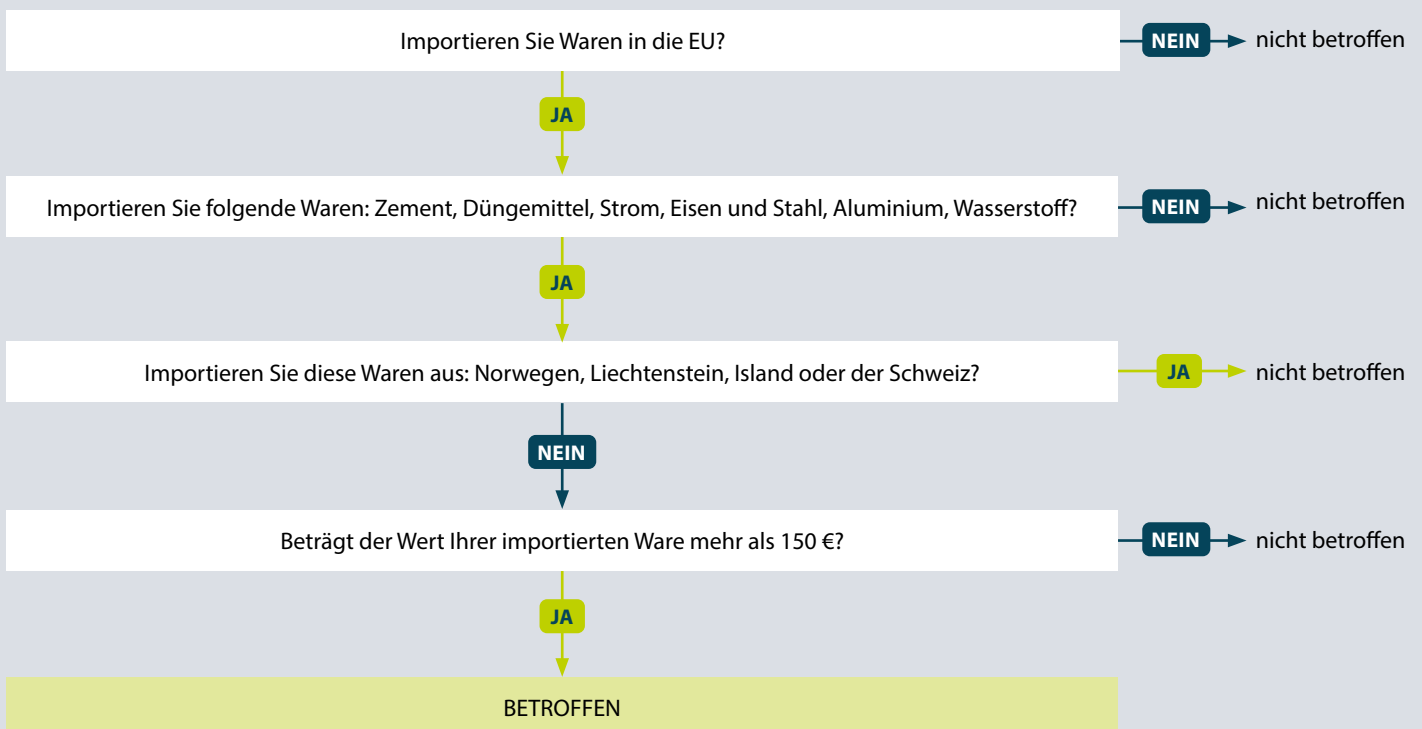 Importieren Sie Waren in die EU?
NEIN
nicht betroffen
JA
Importieren Sie folgende Waren: Zement, Düngemittel, Strom, Eisen und Stahl, Aluminium, Wasserstoff?
NEIN
nicht betroffen
JA
Importieren Sie diese Waren aus: Norwegen, Liechtenstein, Island oder der Schweiz?
JA
nicht betroffen
NEIN
Beträgt der Wert Ihrer importierten Ware mehr als 150 €?
NEIN
nicht betroffen
JA
BETROFFEN